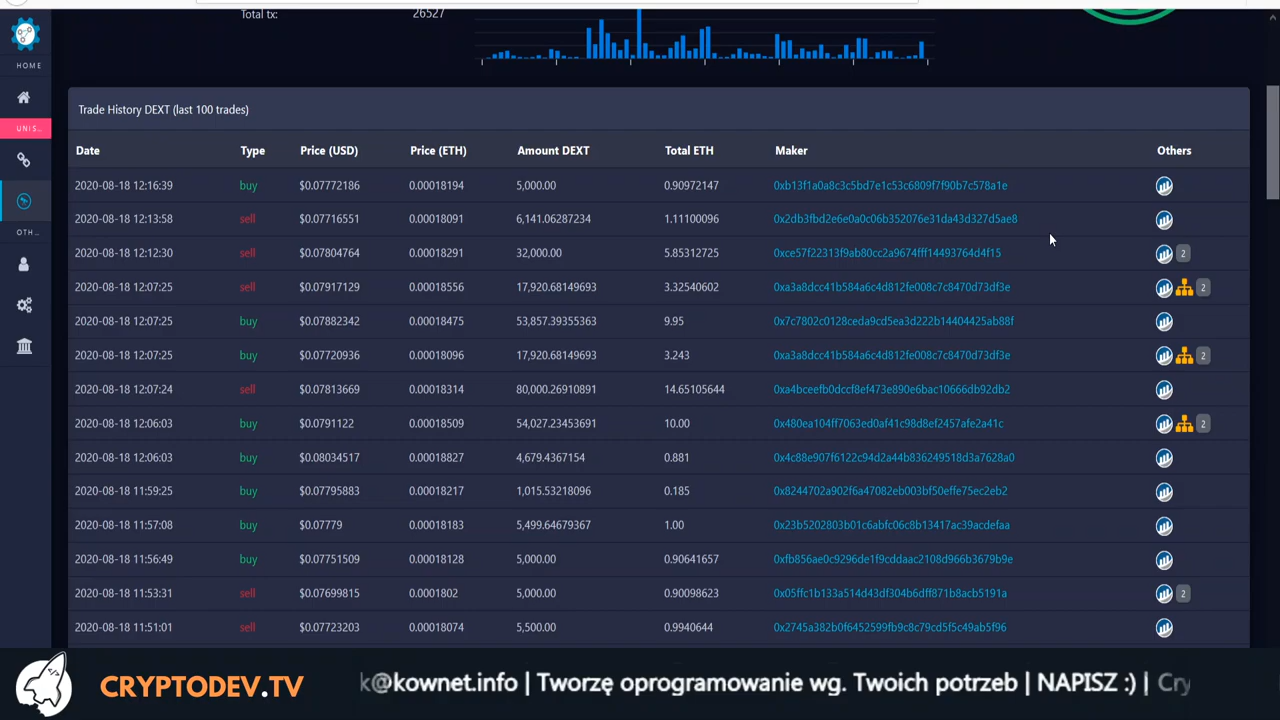 Total tx: 26527
HOME
UNIS..
OTH..
Trade History DEXT (last 100 trades)
Date Type Price (USD) Price (ETH) Amount DEXT Total ETH Maker Others
2020-08-18 12:16:39 buy $0.07772186 0.00018194 5,000.00 0.90972147 0xb13f1a0a8c3c5bd7e1c53c6809f7f90b7c578a1e
2020-08-18 12:13:58 sell $0.07716551 0.00018091 6,141.06287234 1.11100096 0x2db3fbd2e6e0a0c06b352076e31da43d327d5ae8
2020-08-18 12:12:30 sell $0.07804764 0.00018291 32,000.00 5.85312725 0xce57f22313f9ab80cc2a9674fff14493764d4f15 2
2020-08-18 12:07:25 sell $0.07917129 0.00018556 17,920.68149693 3.32540602 0xa3a8dcc41b584a6c4d812fe008c7c8470d73df3e 2
2020-08-18 12:07:25 buy $0.07882342 0.00018475 53,857.39355363 9.95 0x7c7802c0128ceda9cd5ea3d222b14404425ab88f
2020-08-18 12:07:25 buy $0.07720936 0.00018096 17,920.68149693 3.243 0xa3a8dcc41b584a6c4d812fe008c7c8470d73df3e 2
2020-08-18 12:07:24 sell $0.07813669 0.00018314 80,000.26910891 14.65105644 0xa4bceefb0dccf8ef473e890e6bac10666db92db2
2020-08-18 12:06:03 buy $0.0791122 0.00018509 54,027.23453691 10.00 0x480ea104ff7063ed0af41c98d8ef2457afe2a41c 2
2020-08-18 12:06:03 buy $0.08034517 0.00018827 4,679.4367154 0.881 0x4c88e907f6122c94d2a44b836249518d3a7628a0
2020-08-18 11:59:25 buy $0.07795883 0.00018217 1,015.53218096 0.185 0x8244702a902f6a47082eb003bf50effe75ec2eb2
2020-08-18 11:57:08 buy $0.07779 0.00018183 5,499.64679367 1.00 0x23b5202803b01c6abfc06c8b13417ac39acdefaa
2020-08-18 11:56:49 buy $0.07751509 0.00018128 5,000.00 0.90641657 0xfb856ae0c9296de1f9cddaac2108d966b3679b9e
2020-08-18 11:53:31 sell $0.07699815 0.0001802 5,000.00 0.90098623 0x05ffc1b133a514d43df304b6dff871b8acb5191a 2
2020-08-18 11:51:01 sell $0.07723203 0.00018074 5,500.00 0.9940644 0x2745a382b0f6452599fb9c8c79cd5f5c49ab5f96
CRYPTODEV.TV k@kownet.info | Tworzę oprogramowanie wg. Twoich potrzeb | NAPISZ :) | Cry